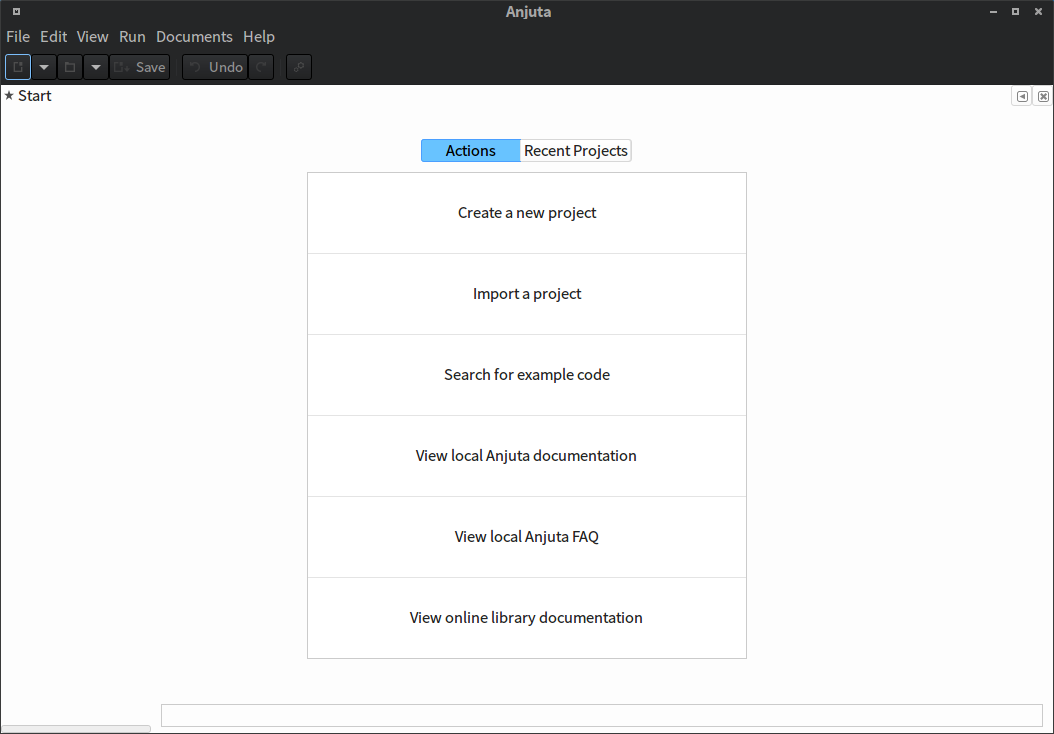 Anjuta
File Edit View Run Documents Help
Save Undo
Start
Actions Recent Projects
Create a new project
Import a project
Search for example code
View local Anjuta documentation
View local Anjuta FAQ
View online library documentation